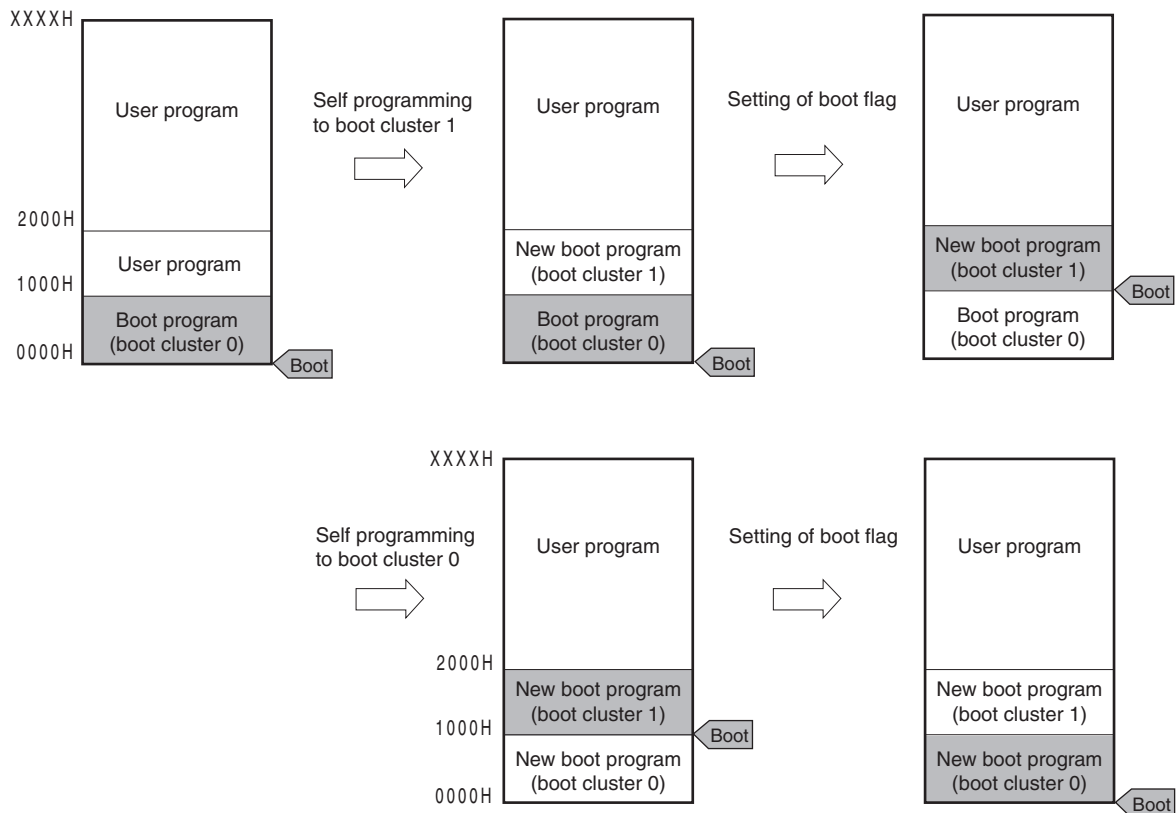 XXXXH
User program
2000H
User program
1000H
Boot program
(boot cluster 0)
0000H
Boot
Self programming
to boot cluster 1
User program
New boot program
(boot cluster 1)
Boot program
(boot cluster 0)
Boot
Setting of boot flag
User program
New boot program
(boot cluster 1)
Boot
Boot program
(boot cluster 0)
Self programming
to boot cluster 0
XXXXH
User program
2000H
New boot program
(boot cluster 1)
1000H
Boot
New boot program
(boot cluster 0)
0000H
Setting of boot flag
User program
New boot program
(boot cluster 1)
New boot program
(boot cluster 0)
Boot